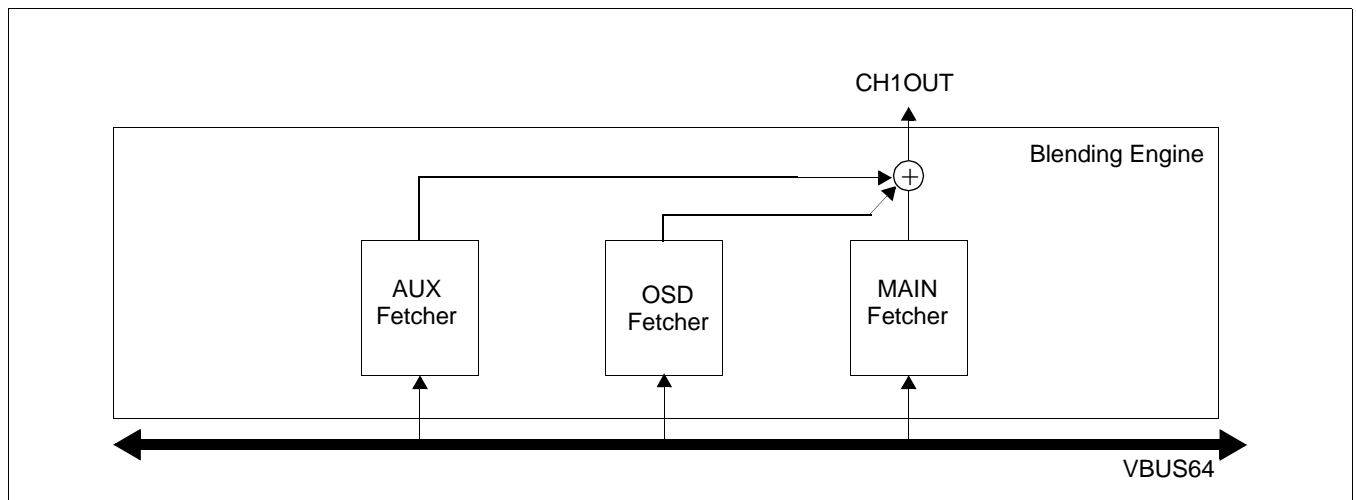 CH1OUT
Blending Engine
+
AUX
Fetcher
OSD
Fetcher
MAIN
Fetcher
VBUS64